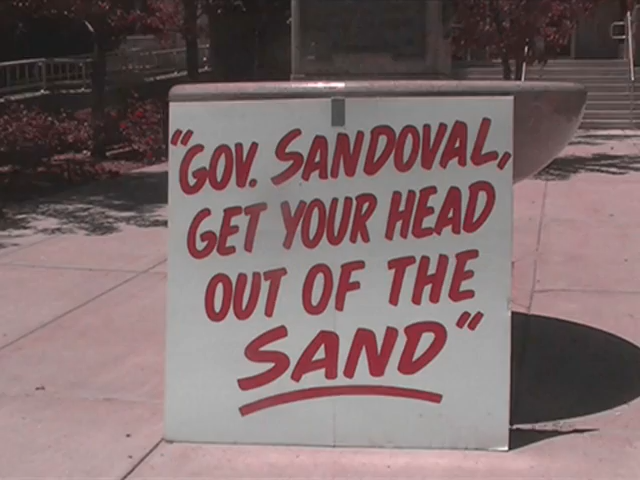 "GOV. SANDOVAL,
GET YOUR HEAD
OUT OF THE
SAND"